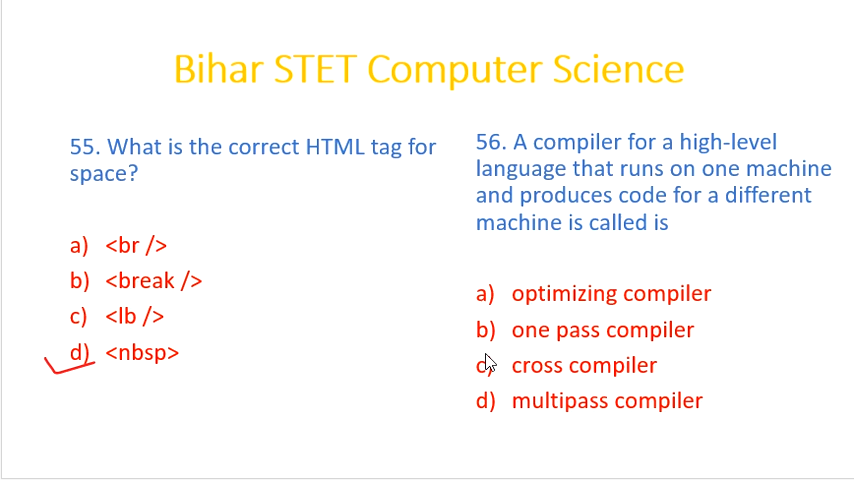 Bihar STET Computer Science
55. What is the correct HTML tag for
space?
a) <br />
b) <break />
c) <lb />
d) <nbsp>
56. A compiler for a high-level
language that runs on one machine
and produces code for a different
machine is called is
a) optimizing compiler
b) one pass compiler
c) cross compiler
d) multipass compiler